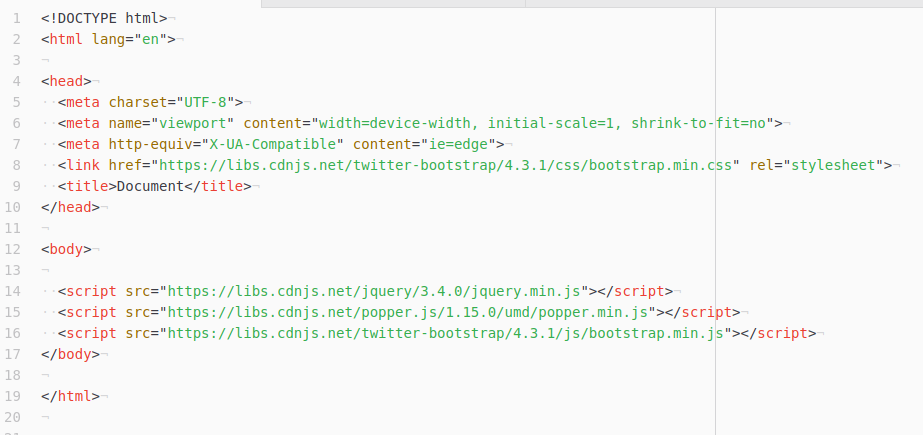 1 <!DOCTYPE html>¬
2 <html lang="en">¬
3 ¬
4 <head>¬
5 ··<meta charset="UTF-8">¬
6 ··<meta name="viewport" content="width=device-width, initial-scale=1, shrink-to-fit=no">¬
7 ··<meta http-equiv="X-UA-Compatible" content="ie=edge">¬
8 ··<link href="https://libs.cdnjs.net/twitter-bootstrap/4.3.1/css/bootstrap.min.css" rel="stylesheet">¬
9 ··<title>Document</title>¬
10 </head>¬
11 ¬
12 <body>¬
13 ¬
14 ··<script src="https://libs.cdnjs.net/jquery/3.4.0/jquery.min.js"></script>¬
15 ··<script src="https://libs.cdnjs.net/popper.js/1.15.0/umd/popper.min.js"></script>¬
16 ··<script src="https://libs.cdnjs.net/twitter-bootstrap/4.3.1/js/bootstrap.min.js"></script>¬
17 </body>¬
18 ¬
19 </html>¬
20 ¬